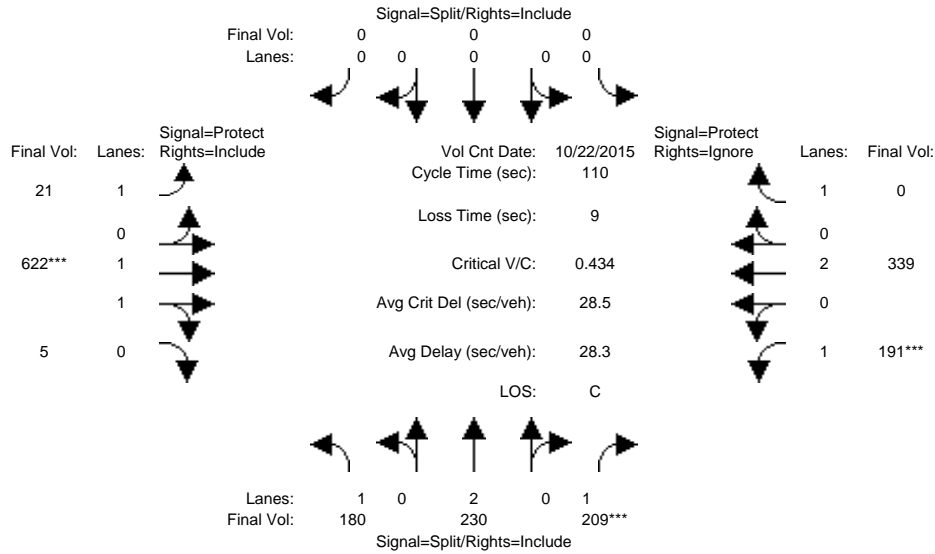 Signal=Split/Rights=Include
Final Vol: 0 0 0
Lanes: 0 0 0 0 0
Signal=Protect Signal=Protect
Final Vol: Lanes: Rights=Include Vol Cnt Date: 10/22/2015 Rights=Ignore Lanes: Final Vol:
Cycle Time (sec): 110
21 1 1 0
Loss Time (sec): 9
0 0
622*** 1 Critical V/C: 0.434 2 339
1 Avg Crit Del (sec/veh): 28.5 0
5 0 Avg Delay (sec/veh): 28.3 1 191***
LOS: C
Lanes: 1 0 2 0 1
Final Vol: 180 230 209***
Signal=Split/Rights=Include